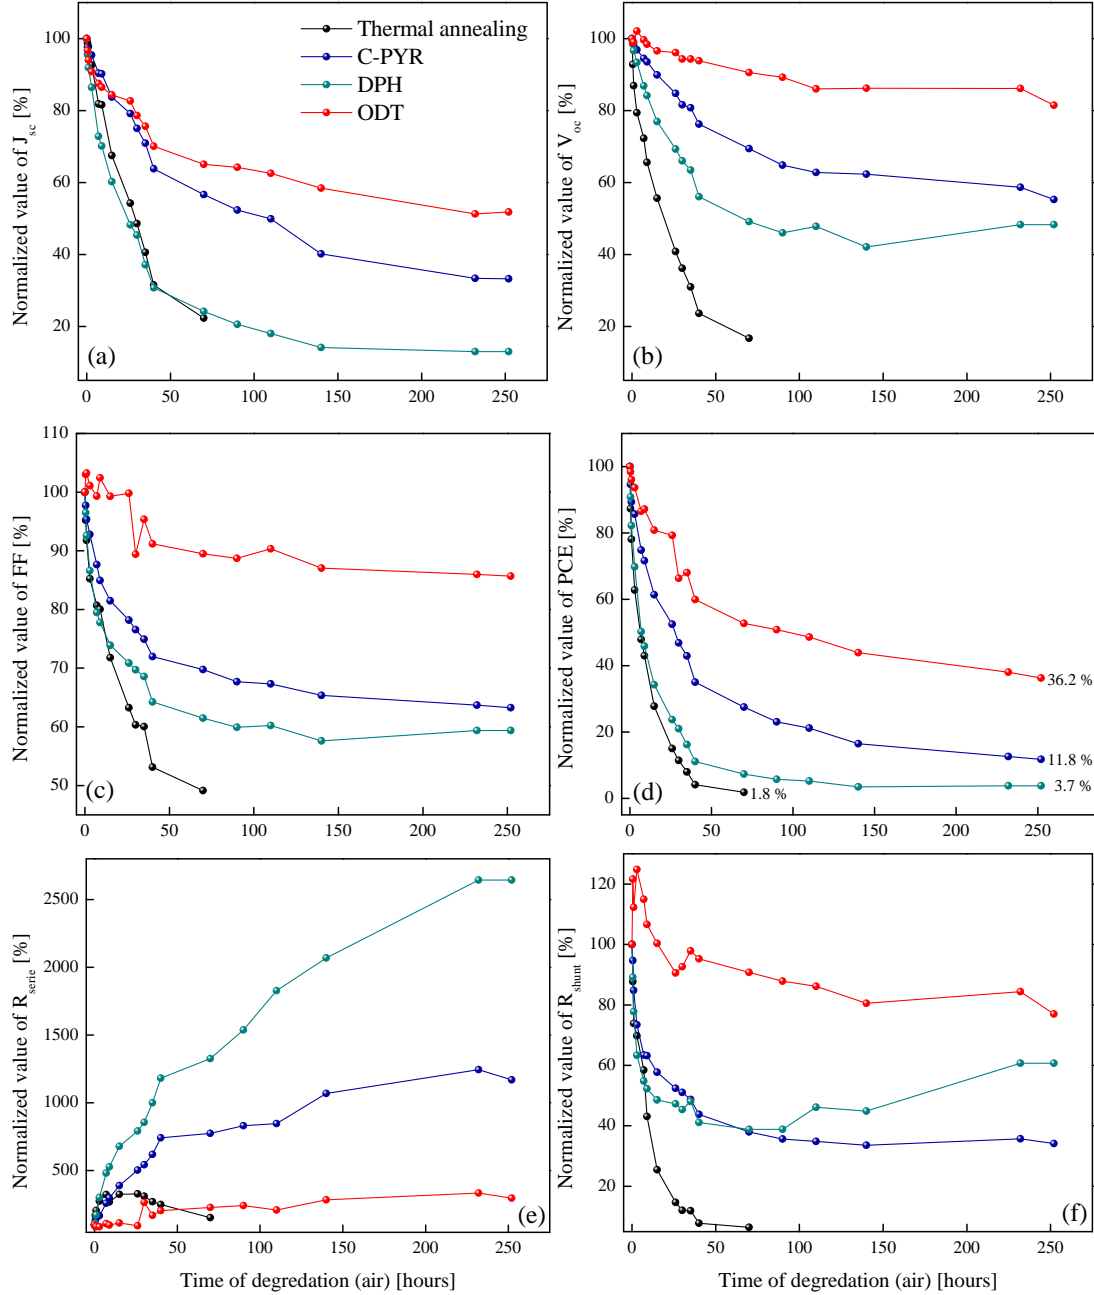 Thermal annealing
C-PYR
DPH
ODT
Normalized value of J_sc [%]
100
80
60
40
20
(a)
0 50 100 150 200 250
Normalized value of V_oc [%]
100
80
60
40
20
(b)
0 50 100 150 200 250
Normalized value of FF [%]
110
100
90
80
70
60
50
(c)
0 50 100 150 200 250
Normalized value of PCE [%]
100
80
60
40
20
0
36.2 %
11.8 %
3.7 %
1.8 %
(d)
0 50 100 150 200 250
Normalized value of R_serie [%]
2500
2000
1500
1000
500
(e)
0 50 100 150 200 250
Time of degredation (air) [hours]
Normalized value of R_shunt [%]
120
100
80
60
40
20
(f)
0 50 100 150 200 250
Time of degredation (air) [hours]